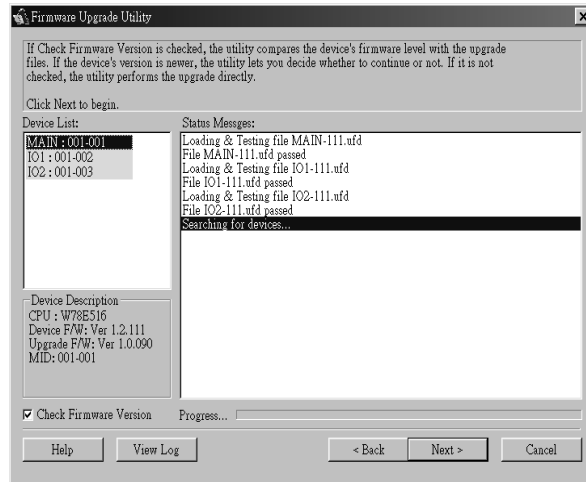 Firmware Upgrade Utility
If Check Firmware Version is checked, the utility compares the device's firmware level with the upgrade
files. If the device's version is newer, the utility lets you decide whether to continue or not. If it is not
checked, the utility performs the upgrade directly.
Click Next to begin.
Device List:
MAIN : 001-001
IO1 : 001-002
IO2 : 001-003
Status Messges:
Loading & Testing file MAIN-111.ufd
File MAIN-111.ufd passed
Loading & Testing file IO1-111.ufd
File IO1-111.ufd passed
Loading & Testing file IO2-111.ufd
File IO2-111.ufd passed
Searching for devices...
Device Description
CPU : W78E516
Device F/W: Ver 1.2.111
Upgrade F/W: Ver 1.0.090
MID: 001-001
Check Firmware Version
Progress...
Help
View Log
< Back
Next >
Cancel